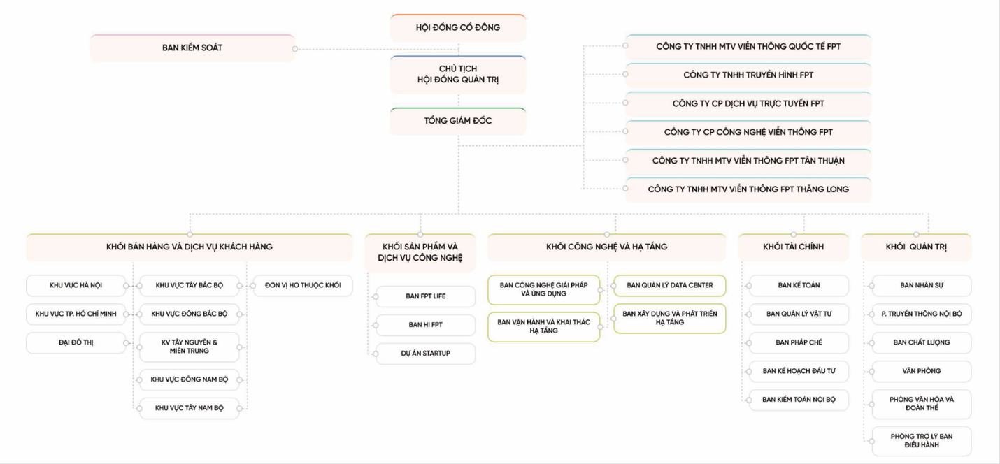 HỘI ĐỒNG CỔ ĐÔNG
BAN KIỂM SOÁT
CHỦ TỊCH
HỘI ĐỒNG QUẢN TRỊ
TỔNG GIÁM ĐỐC
CÔNG TY TNHH MTV VIỄN THÔNG QUỐC TẾ FPT
CÔNG TY TNHH TRUYỀN HÌNH FPT
CÔNG TY CP DỊCH VỤ TRỰC TUYẾN FPT
CÔNG TY CP CÔNG NGHỆ VIỄN THÔNG FPT
CÔNG TY TNHH MTV VIỄN THÔNG FPT TÂN THUẬN
CÔNG TY TNHH MTV VIỄN THÔNG FPT THĂNG LONG
KHỐI BÁN HÀNG VÀ DỊCH VỤ KHÁCH HÀNG
KHU VỰC HÀ NỘI
KHU VỰC TP. HỒ CHÍ MINH
ĐẠI ĐÔ THỊ
KHU VỰC TÂY BẮC BỘ
KHU VỰC ĐÔNG BẮC BỘ
KV TÂY NGUYÊN &
MIỀN TRUNG
KHU VỰC ĐÔNG NAM BỘ
KHU VỰC TÂY NAM BỘ
ĐƠN VỊ HO THUỘC KHỐI
KHỐI SẢN PHẨM VÀ
DỊCH VỤ CÔNG NGHỆ
BAN FPT LIFE
BAN HI FPT
DỰ ÁN STARTUP
KHỐI CÔNG NGHỆ VÀ HẠ TẦNG
BAN CÔNG NGHỆ GIẢI PHÁP
VÀ ỨNG DỤNG
BAN VẬN HÀNH VÀ KHAI THÁC
HẠ TẦNG
BAN QUẢN LÝ DATA CENTER
BAN XÂY DỰNG VÀ PHÁT TRIỂN
HẠ TẦNG
KHỐI TÀI CHÍNH
BAN KẾ TOÁN
BAN QUẢN LÝ VẬT TƯ
BAN PHÁP CHẾ
BAN KẾ HOẠCH ĐẦU TƯ
BAN KIỂM TOÁN NỘI BỘ
KHỐI QUẢN TRỊ
BAN NHÂN SỰ
P. TRUYỀN THÔNG NỘI BỘ
BAN CHẤT LƯỢNG
VĂN PHÒNG
PHÒNG VĂN HÓA VÀ
ĐOÀN THỂ
PHÒNG TRỢ LÝ BAN
ĐIỀU HÀNH